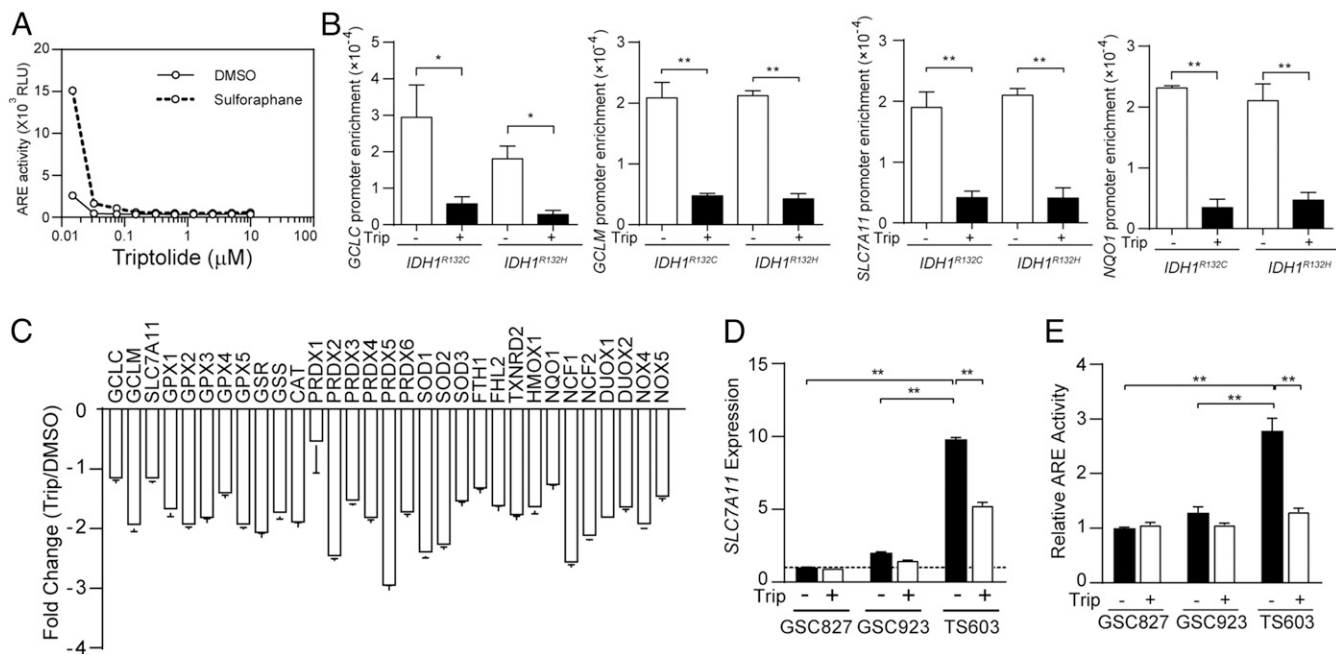 A
ARE activity (X10³ RLU)
20
15
10
5
0
DMSO
Sulforaphane
0.01 0.1 1 10 100
Triptolide (μM)
B
GCLC promoter enrichment (×10⁻⁴)
5
4
3
2
1
0
*
*
Trip - + - +
IDH1ᴿ¹³²ᶜ IDH1ᴿ¹³²ᴴ
GCLM promoter enrichment (×10⁻⁴)
3
2
1
0
**
**
Trip - + - +
IDH1ᴿ¹³²ᶜ IDH1ᴿ¹³²ᴴ
SLC7A11 promoter enrichment (×10⁻⁴)
3
2
1
0
**
**
Trip - + - +
IDH1ᴿ¹³²ᶜ IDH1ᴿ¹³²ᴴ
NQO1 promoter enrichment (×10⁻⁴)
3
2
1
0
**
**
Trip - + - +
IDH1ᴿ¹³²ᶜ IDH1ᴿ¹³²ᴴ
C
GCLC
GCLM
SLC7A11
GPX1
GPX2
GPX3
GPX4
GPX5
GSR
GSS
CAT
PRDX1
PRDX2
PRDX3
PRDX4
PRDX5
PRDX6
SOD1
SOD2
SOD3
FTH1
FHL2
TXNRD2
HMOX1
NQO1
NCF1
NCF2
DUOX1
DUOX2
NOX4
NOX5
Fold Change (Trip/DMSO)
0
-1
-2
-3
-4
D
SLC7A11 Expression
15
10
5
0
** **
**
Trip - + - + - +
GSC827 GSC923 TS603
E
Relative ARE Activity
4
3
2
1
0
** **
**
Trip - + - + - +
GSC827 GSC923 TS603